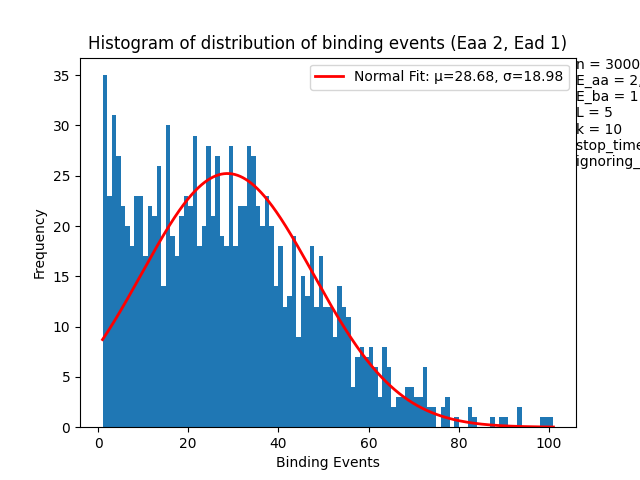 Histogram of distribution of binding events (Eaa 2, Ead 1)
Normal Fit: μ=28.68, σ=18.98
n = 3000
E_aa = 2,
E_ba = 1
L = 5
k = 10
stop_time
ignoring_
Frequency
35
30
25
20
15
10
5
0
0 20 40 60 80 100
Binding Events